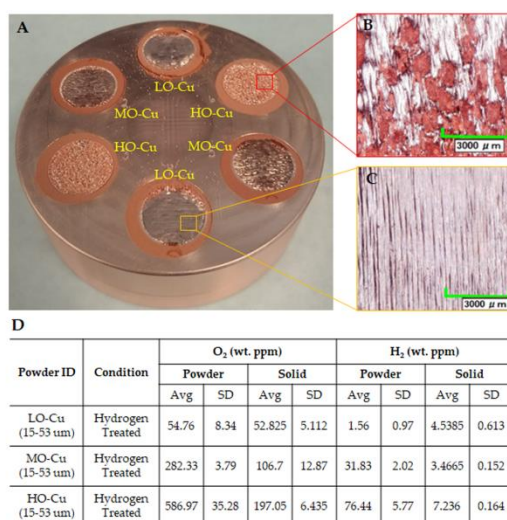 A
LO-Cu
MO-Cu
HO-Cu
HO-Cu
MO-Cu
LO-Cu
B
3000 μm
C
3000 μm
D
Powder ID Condition O₂ (wt. ppm) H₂ (wt. ppm)
Powder Solid Powder Solid
Avg SD Avg SD Avg SD Avg SD
LO-Cu (15-53 um) Hydrogen Treated 54.76 8.34 52.825 5.112 1.56 0.97 4.5385 0.613
MO-Cu (15-53 um) Hydrogen Treated 282.33 3.79 106.7 12.87 31.83 2.02 3.4665 0.152
HO-Cu (15-53 um) Hydrogen Treated 586.97 35.28 197.05 6.435 76.44 5.77 7.236 0.164